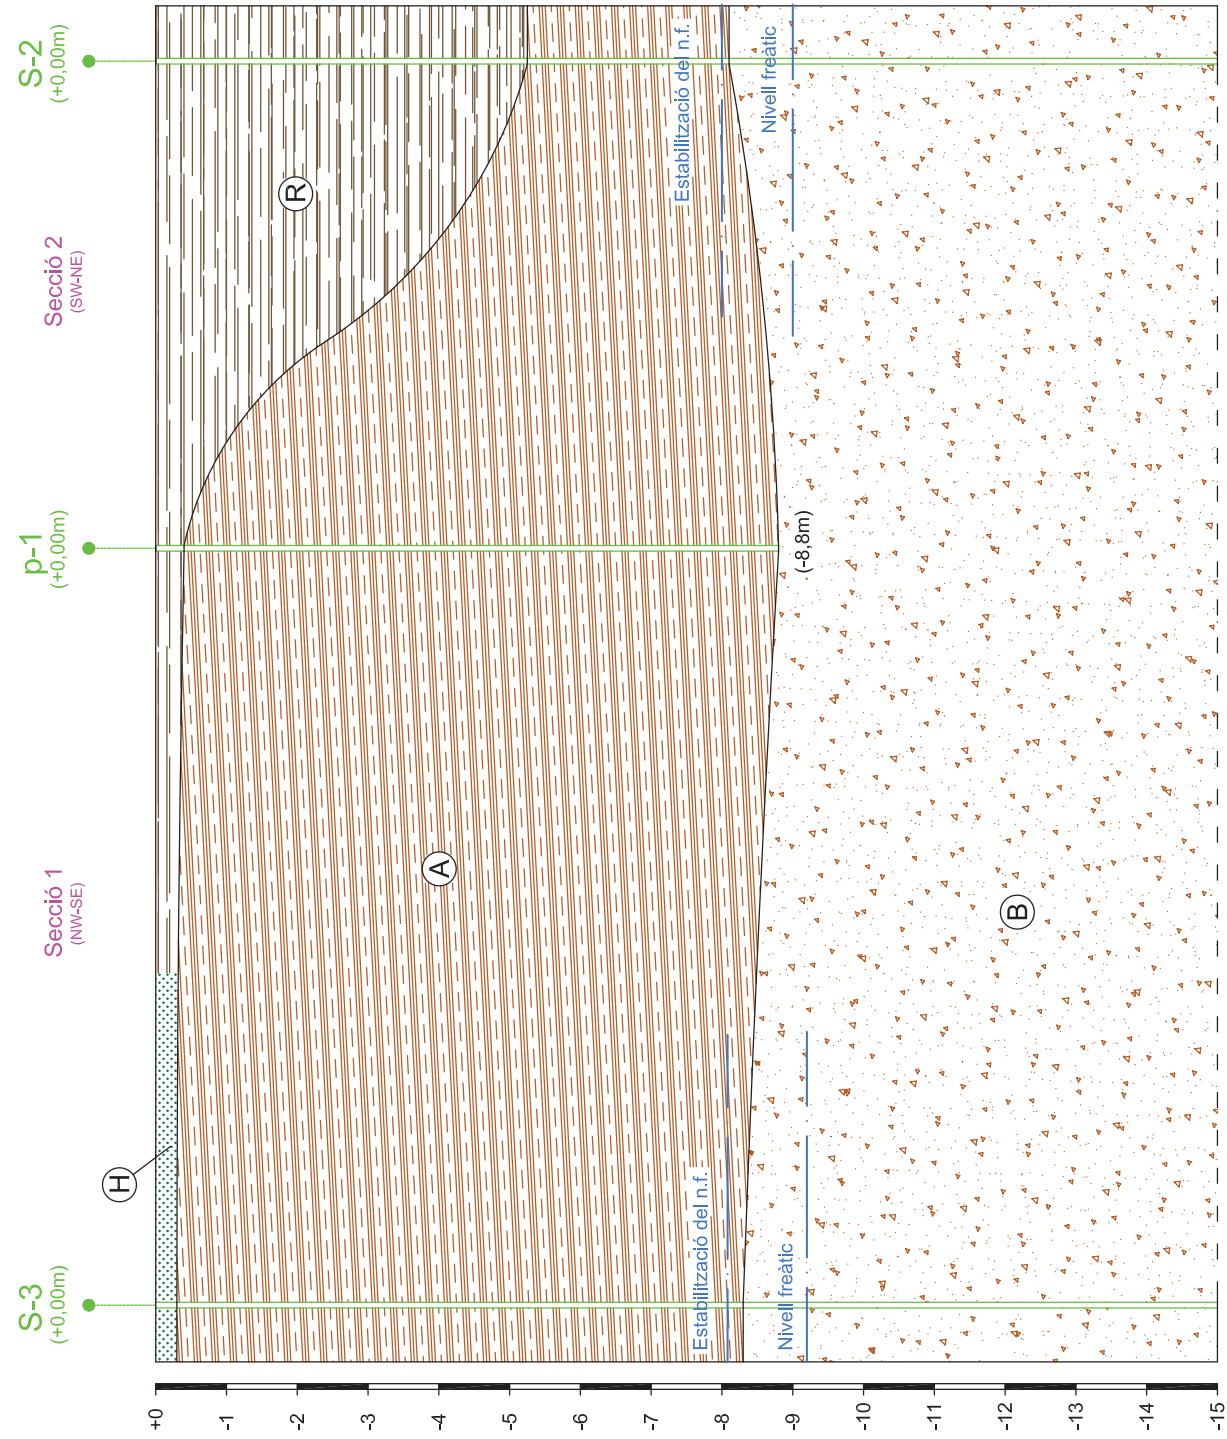 S-3
(+0,00m)
Secció 1
(NW-SE)
p-1
(+0,00m)
Secció 2
(SW-NE)
S-2
(+0,00m)
H
R
A
B
Estabilització del n.f.
Nivell freàtic
Estabilització del n.f.
Nivell freàtic
(-8,8m)
+0
-1
-2
-3
-4
-5
-6
-7
-8
-9
-10
-11
-12
-13
-14
-15